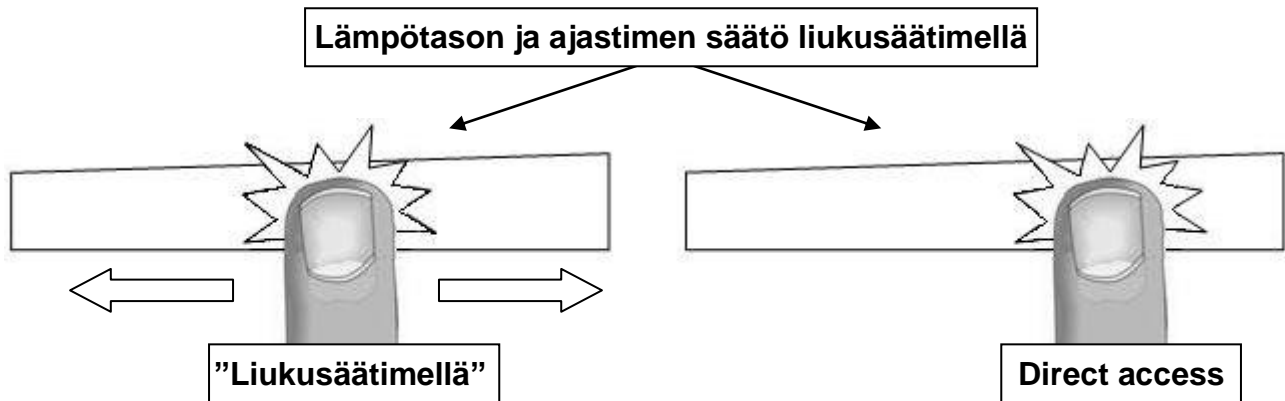 Lämpötason ja ajastimen säätö liukusäätimellä
”Liukusäätimellä”
Direct access